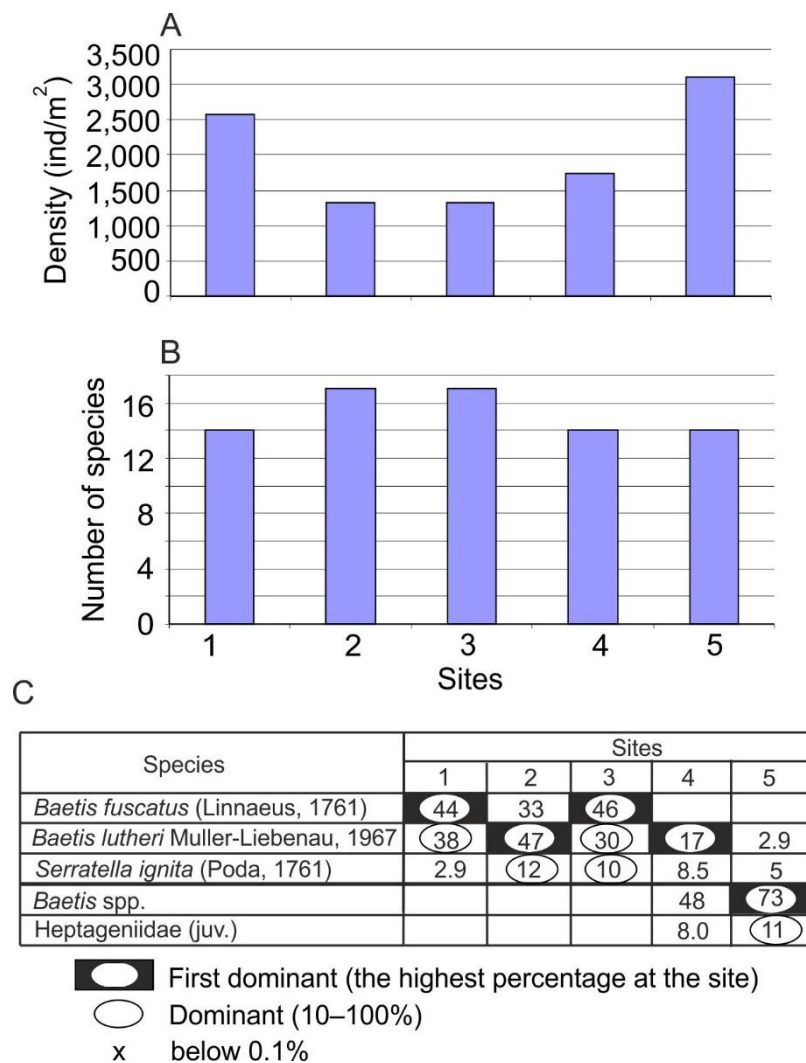 A
3,500
3,000
2,500
2,000
1,500
1,000
500
0
Density (ind/m²)
B
16
12
8
4
0
Number of species
1 2 3 4 5
Sites
C
Species Sites
1 2 3 4 5
Baetis fuscatus (Linnaeus, 1761) 44 33 46
Baetis lutheri Muller-Liebenau, 1967 38 47 30 17 2.9
Serratella ignita (Poda, 1761) 2.9 12 10 8.5 5
Baetis spp. 48 73
Heptageniidae (juv.) 8.0 11
First dominant (the highest percentage at the site)
Dominant (10–100%)
x below 0.1%